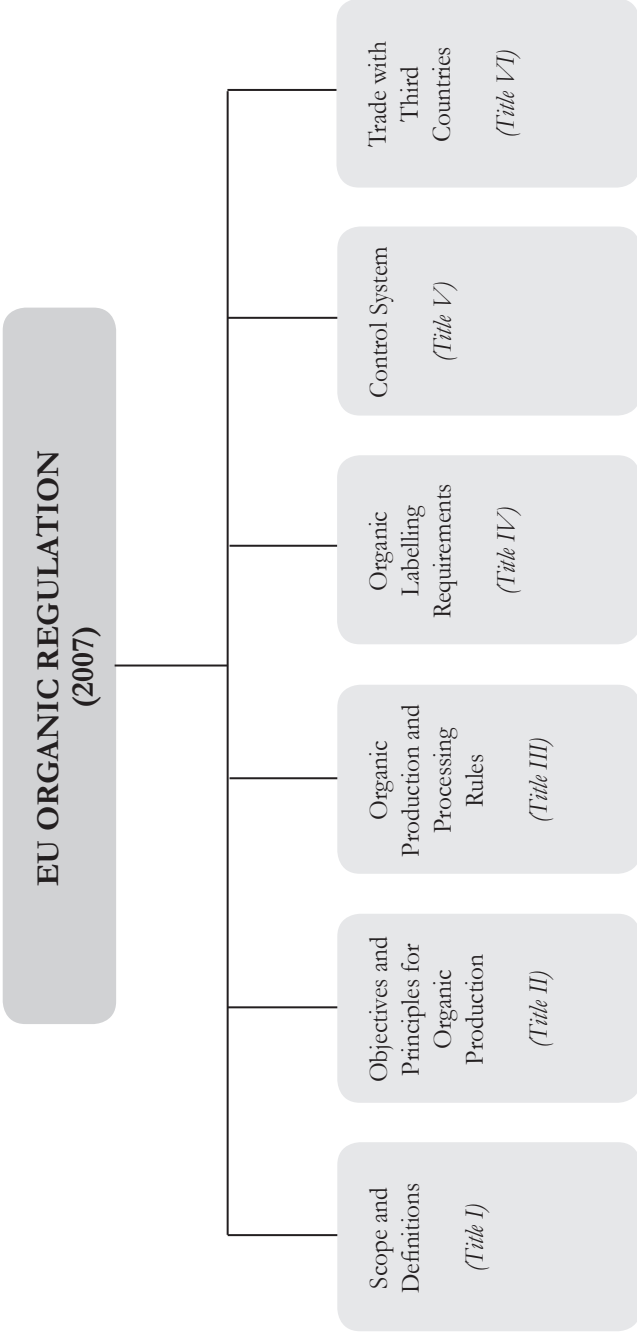 EU ORGANIC REGULATION
(2007)
Scope and
Definitions
(Title I)
Objectives and
Principles for
Organic
Production
(Title II)
Organic
Production and
Processing
Rules
(Title III)
Organic
Labelling
Requirements
(Title IV)
Control System
(Title V)
Trade with
Third
Countries
(Title VI)